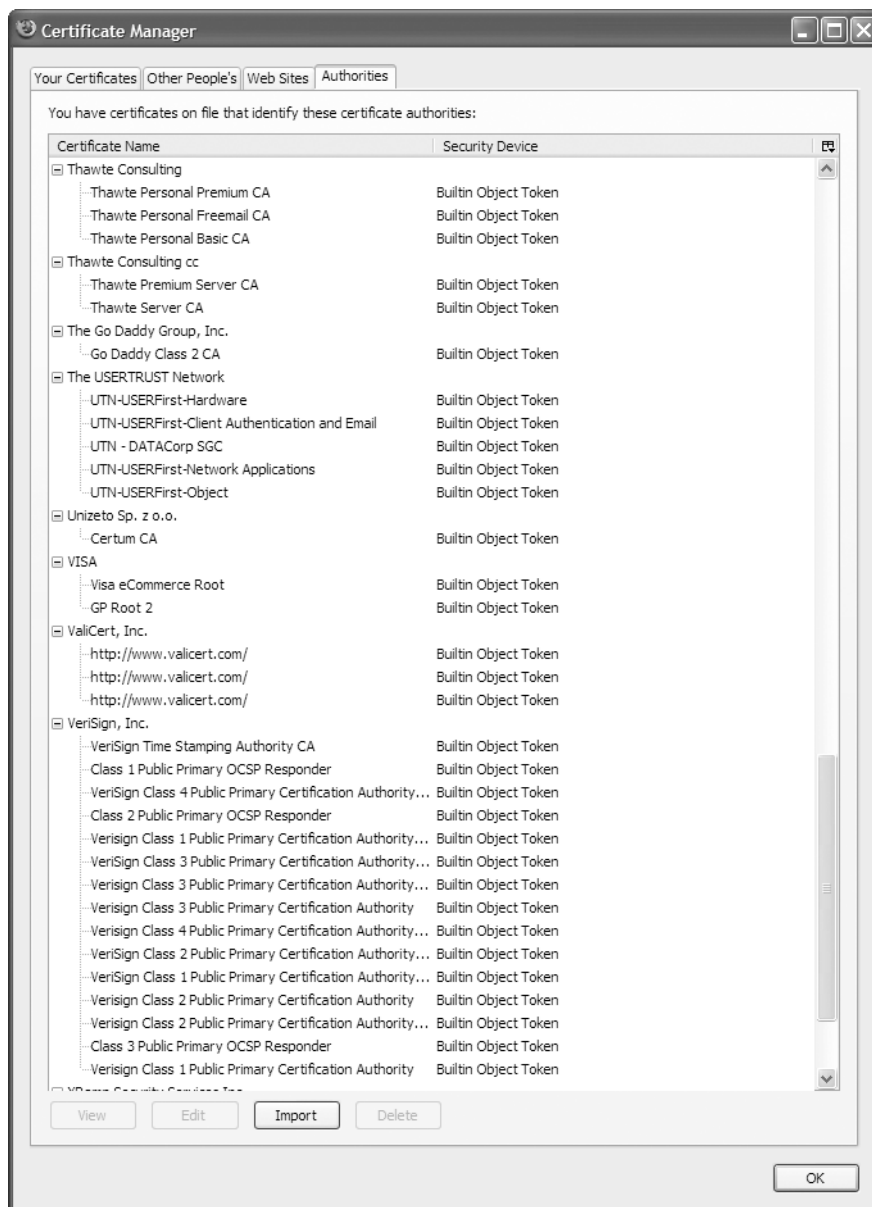 Certificate Manager
Your Certificates Other People's Web Sites Authorities
You have certificates on file that identify these certificate authorities:
Certificate Name Security Device
Thawte Consulting
Thawte Personal Premium CA Builtin Object Token
Thawte Personal Freemail CA Builtin Object Token
Thawte Personal Basic CA Builtin Object Token
Thawte Consulting cc
Thawte Premium Server CA Builtin Object Token
Thawte Server CA Builtin Object Token
The Go Daddy Group, Inc.
Go Daddy Class 2 CA Builtin Object Token
The USERTRUST Network
UTN-USERFirst-Hardware Builtin Object Token
UTN-USERFirst-Client Authentication and Email Builtin Object Token
UTN - DATACorp SGC Builtin Object Token
UTN-USERFirst-Network Applications Builtin Object Token
UTN-USERFirst-Object Builtin Object Token
Unizeto Sp. z o.o.
Certum CA Builtin Object Token
VISA
Visa eCommerce Root Builtin Object Token
GP Root 2 Builtin Object Token
ValiCert, Inc.
http://www.valicert.com/ Builtin Object Token
http://www.valicert.com/ Builtin Object Token
http://www.valicert.com/ Builtin Object Token
VeriSign, Inc.
VeriSign Time Stamping Authority CA Builtin Object Token
Class 1 Public Primary OCSP Responder Builtin Object Token
VeriSign Class 4 Public Primary Certification Authority... Builtin Object Token
Class 2 Public Primary OCSP Responder Builtin Object Token
Verisign Class 1 Public Primary Certification Authority... Builtin Object Token
VeriSign Class 3 Public Primary Certification Authority... Builtin Object Token
Verisign Class 3 Public Primary Certification Authority... Builtin Object Token
Verisign Class 3 Public Primary Certification Authority Builtin Object Token
Verisign Class 4 Public Primary Certification Authority... Builtin Object Token
VeriSign Class 2 Public Primary Certification Authority... Builtin Object Token
VeriSign Class 1 Public Primary Certification Authority... Builtin Object Token
Verisign Class 2 Public Primary Certification Authority Builtin Object Token
Verisign Class 2 Public Primary Certification Authority... Builtin Object Token
Class 3 Public Primary OCSP Responder Builtin Object Token
Verisign Class 1 Public Primary Certification Authority Builtin Object Token
View Edit Import Delete
OK